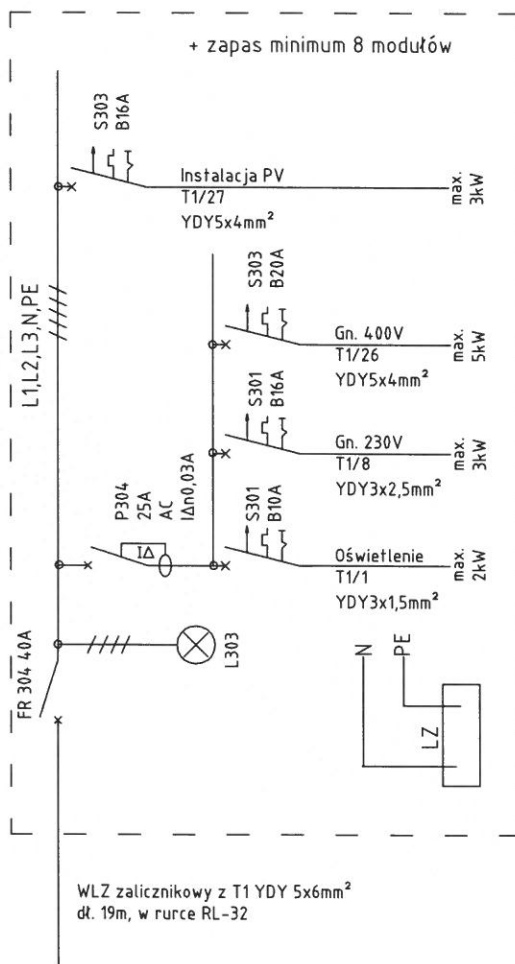 + zapas minimum 8 modułów
S303
B16A
Instalacja PV
T1/27
YDY5x4mm²
max.
3kW
L1,L2,L3,N,PE
S303
B20A
Gn. 400V
T1/26
YDY5x4mm²
max.
5kW
S301
B16A
Gn. 230V
T1/8
YDY3x2,5mm²
max.
3kW
P304
25A
AC
IΔn0,03A
IΔ
S301
B10A
Oświetlenie
T1/1
YDY3x1,5mm²
max.
2kW
FR 304 40A
L303
N
PE
LZ
WLZ zalicznikowy z T1 YDY 5x6mm²
dł. 19m, w rurce RL-32